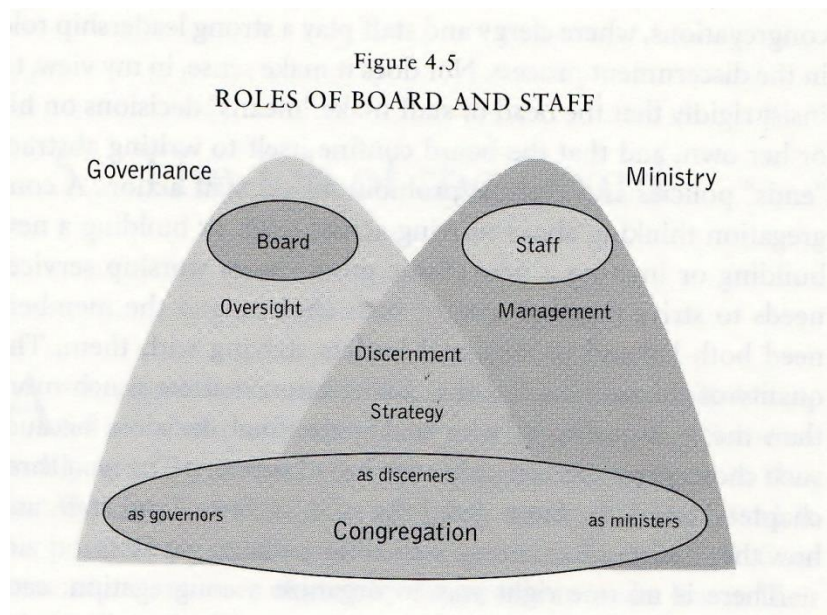 Figure 4.5
ROLES OF BOARD AND STAFF
Governance
Ministry
Board
Staff
Oversight
Management
Discernment
Strategy
as discerners
as governors
as ministers
Congregation